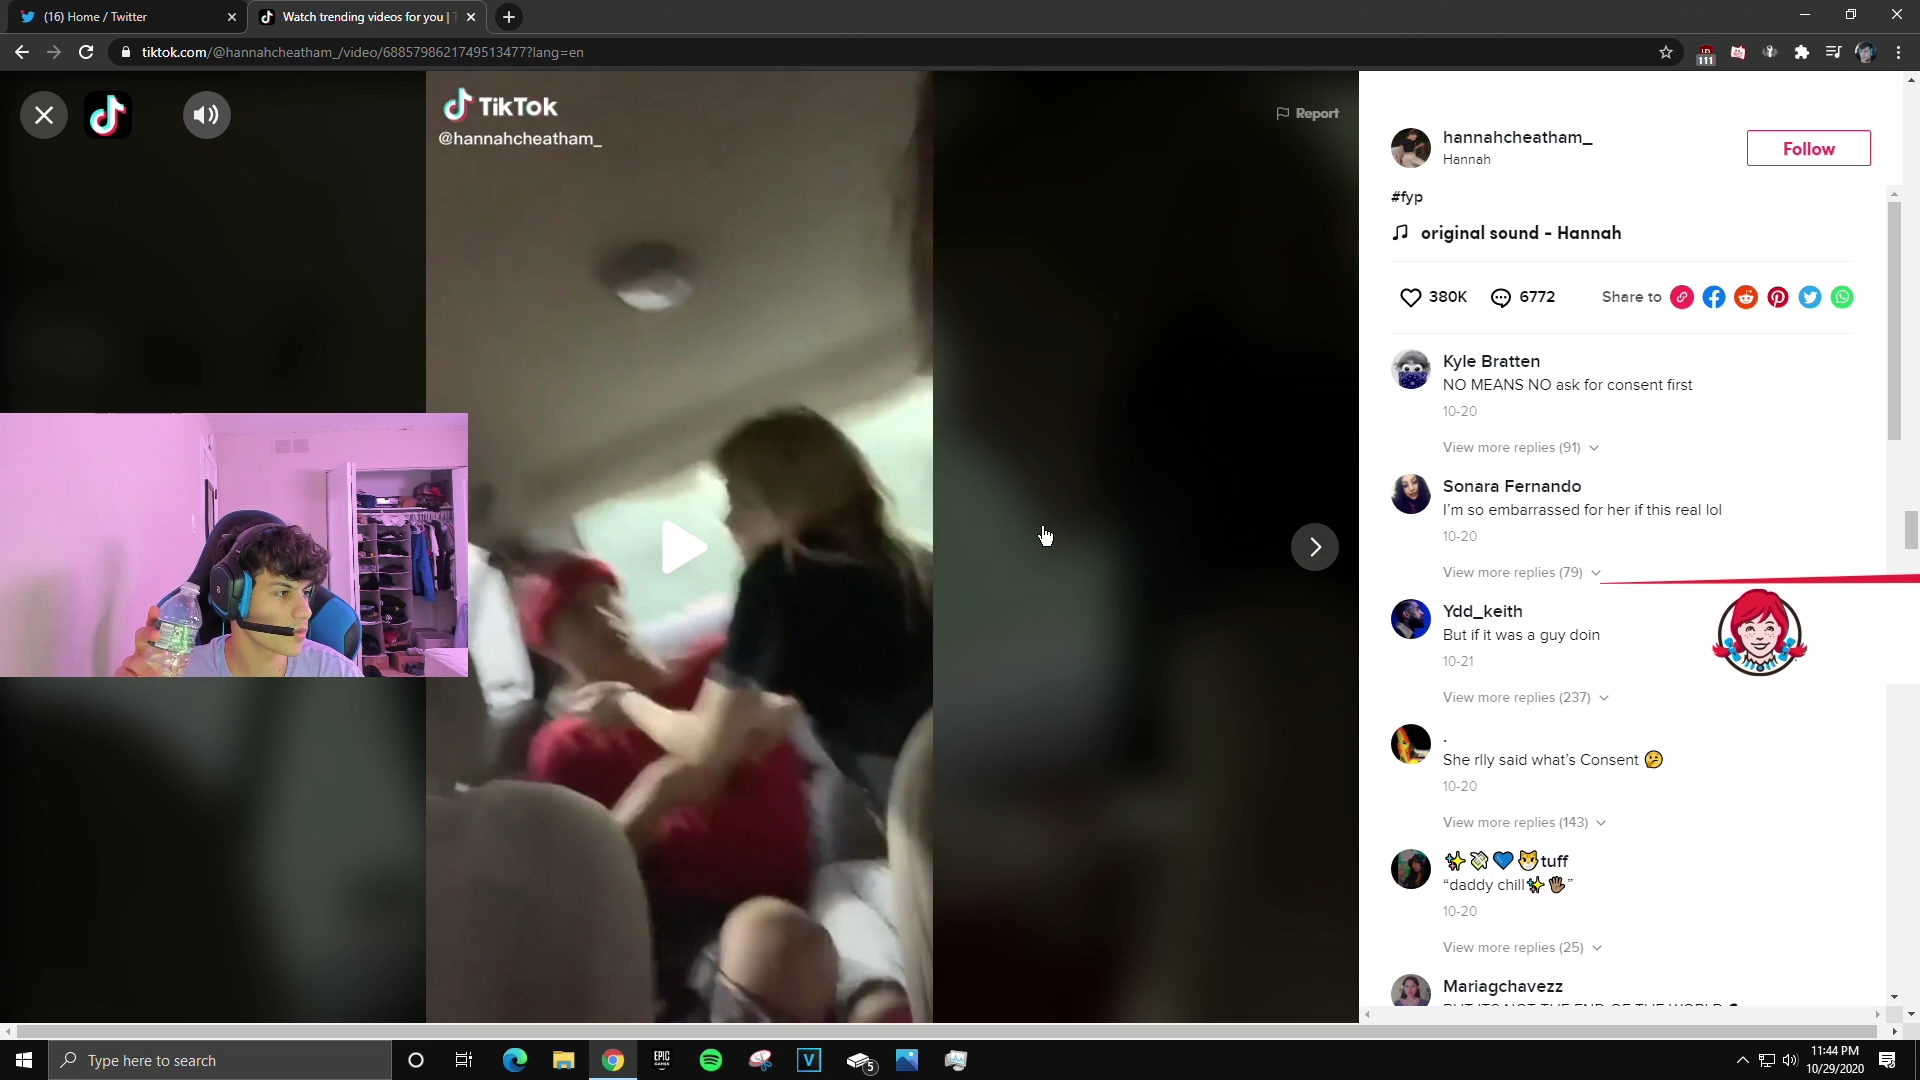 (16) Home / Twitter
Watch trending videos for you |
tiktok.com/@hannahcheatham_/video/6885798621749513477?lang=en
111
TikTok
@hannahcheatham_
Report
hannahcheatham_
Hannah
Follow
#fyp
original sound - Hannah
380K
6772
Share to
Kyle Bratten
NO MEANS NO ask for consent first
10-20
View more replies (91)
Sonara Fernando
I'm so embarrassed for her if this real lol
10-20
View more replies (79)
Ydd_keith
But if it was a guy doin
10-21
View more replies (237)
.
She rlly said what's Consent 🤔
10-20
View more replies (143)
✨💸💙🐯tuff
“daddy chill✨🖐🏽”
10-20
View more replies (25)
Mariagchavezz
Type here to search
EPIC
GAMES
V
5
11:44 PM
10/29/2020